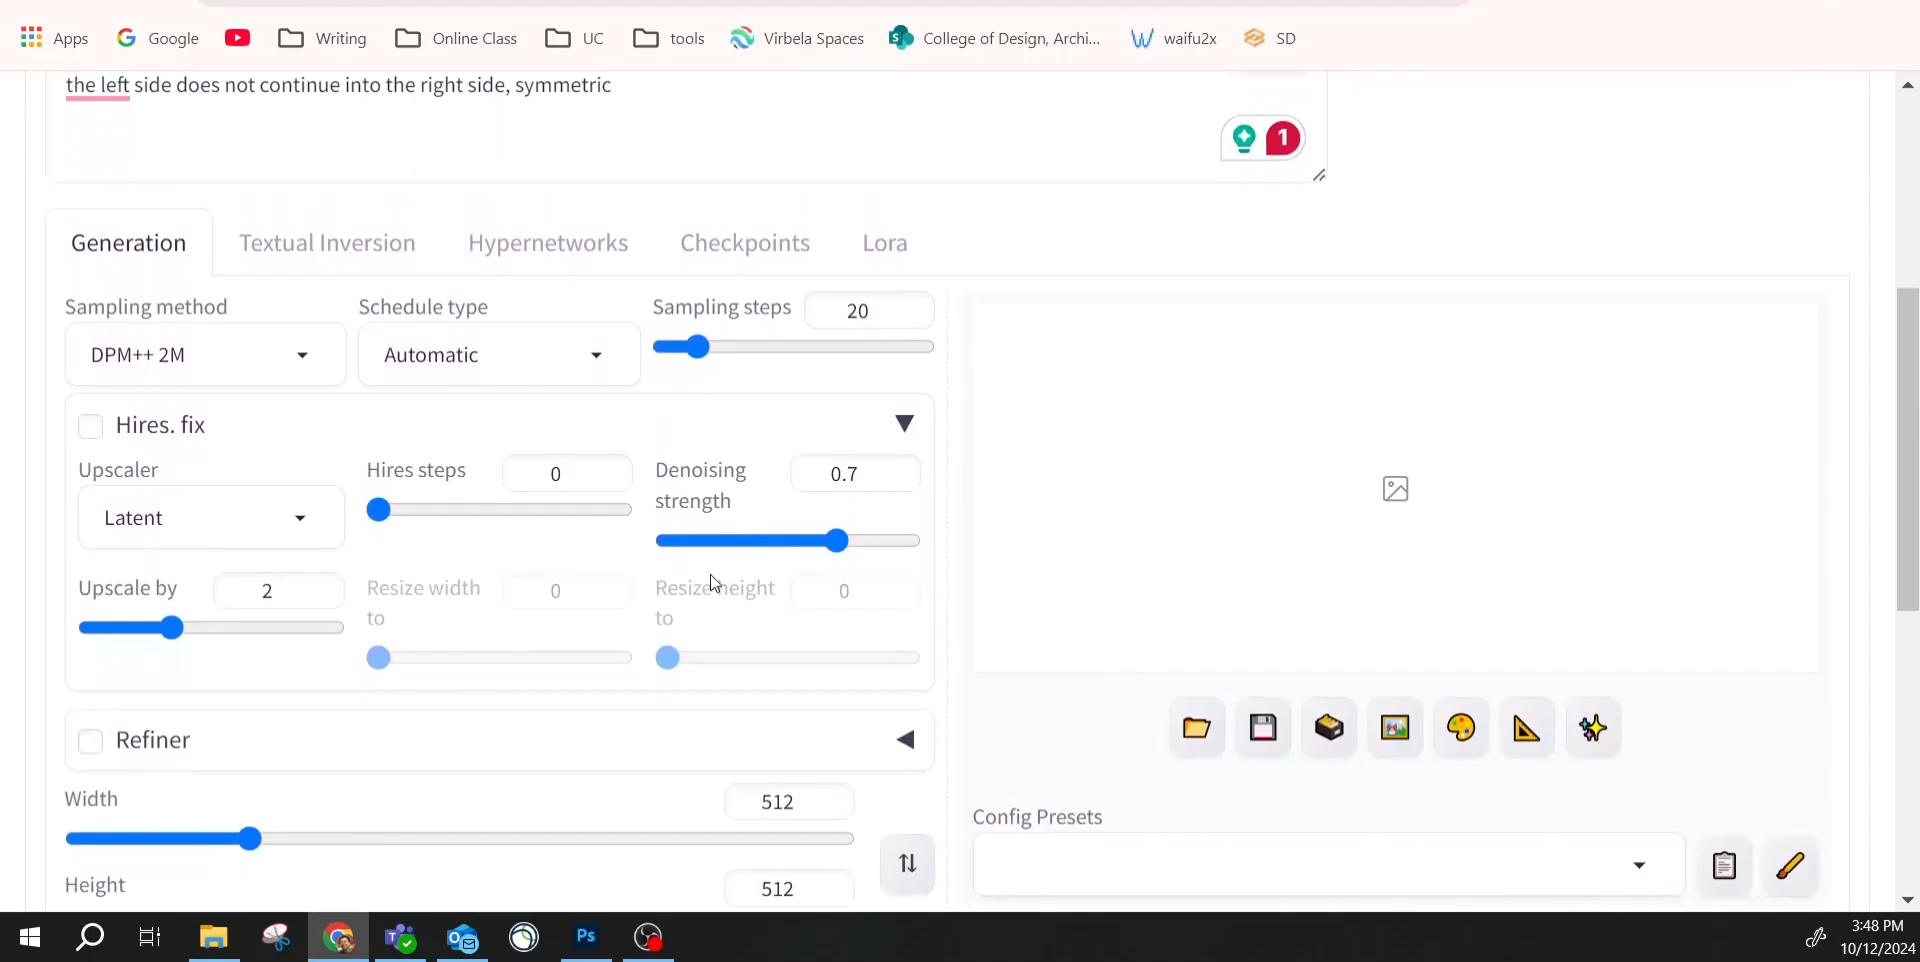 Apps
Google
Writing
Online Class
UC
tools
Virbela Spaces
College of Design, Archi...
waifu2x
SD
the left side does not continue into the right side, symmetric
1
Generation
Textual Inversion
Hypernetworks
Checkpoints
Lora
Sampling method
Schedule type
Sampling steps
20
DPM++ 2M
Automatic
Hires. fix
Upscaler
Hires steps
0
Denoising
strength
0.7
Latent
Upscale by
2
Resize width
to
0
Resize height
to
0
Refiner
Width
512
Config Presets
Height
512
Ps
3:48 PM
10/12/2024